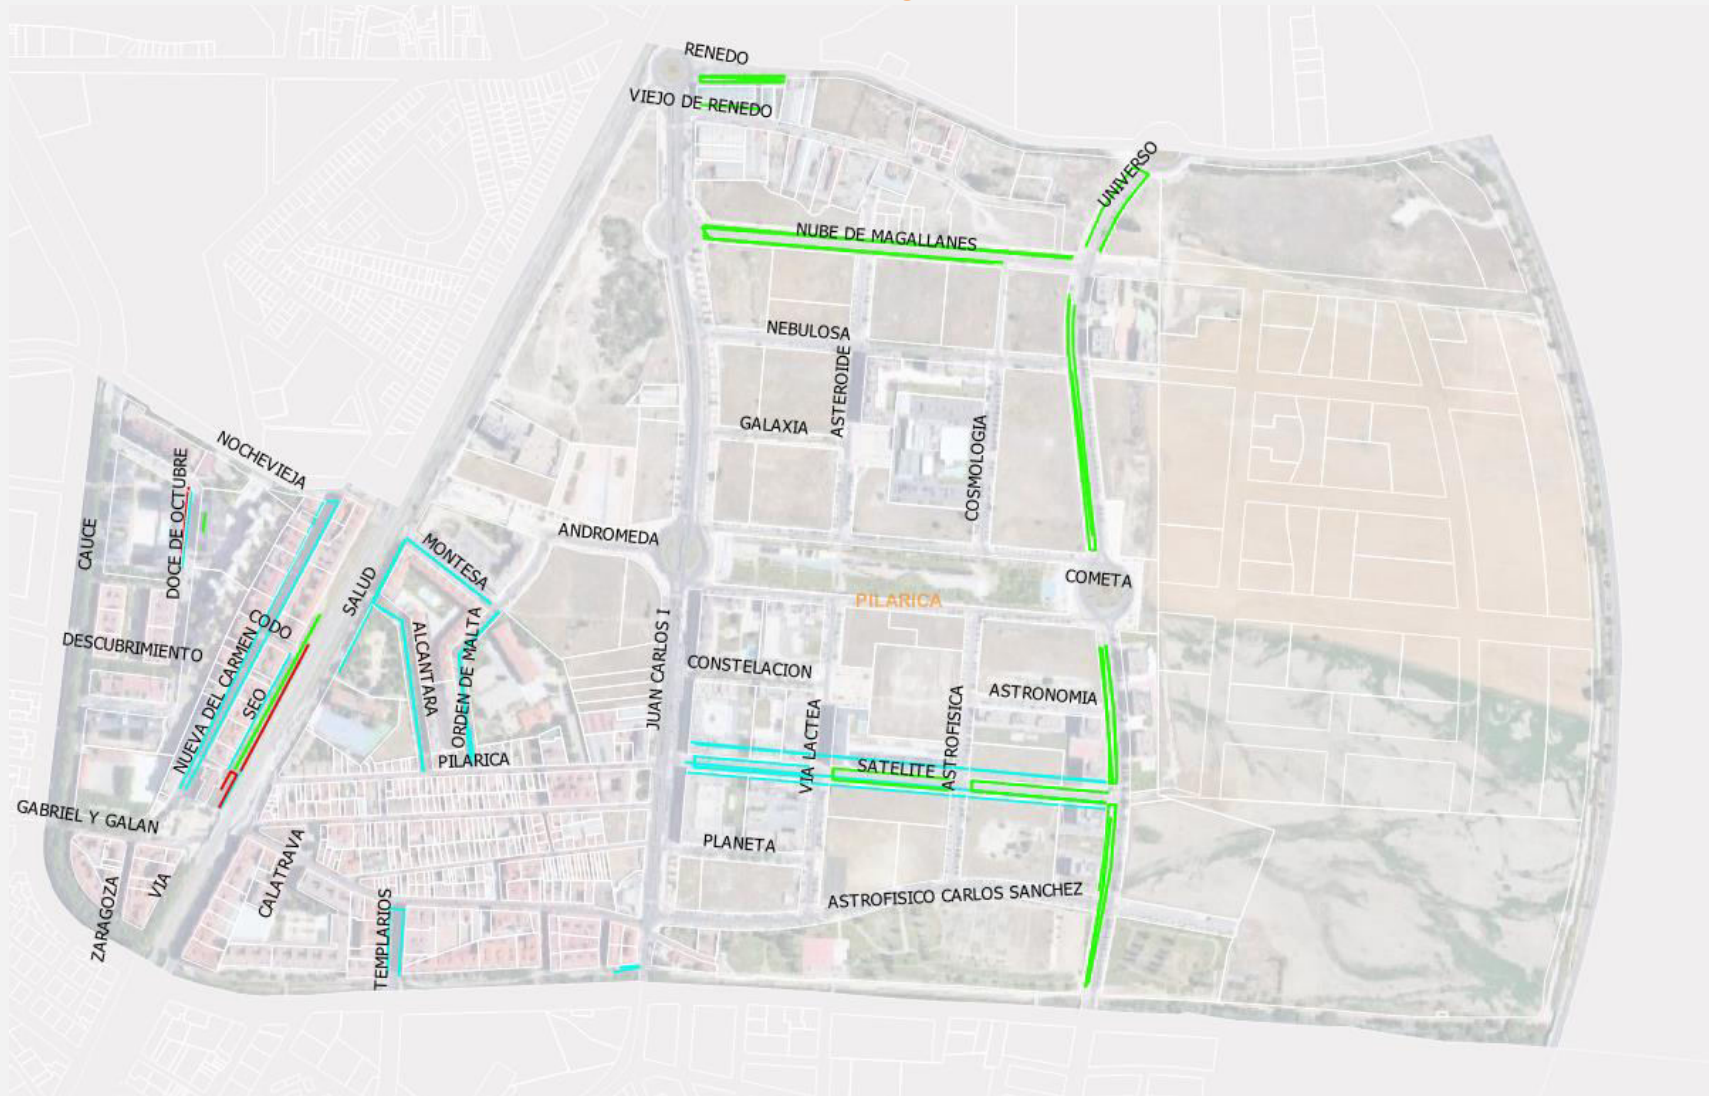 RENEDO
VIEJO DE RENEDO
UNIVERSO
NUBE DE MAGALLANES
NEBULOSA
ASTEROIDE
GALAXIA
COSMOLOGIA
NOCHEVIEJA
DOCE DE OCTUBRE
CAUCE
ANDROMEDA
MONTESA
SALUD
COMETA
PILARICA
CODO
DESCUBRIMIENTO
ALCANTARA
ORDEN DE MALTA
JUAN CARLOS I
CONSTELACION
ASTRONOMIA
NUEVA DEL CARMEN
SEO
VIA LACTEA
ASTROFISICA
PILARICA
SATELITE
GABRIEL Y GALAN
PLANETA
CALATRAVA
VIA
ZARAGOZA
TEMPLARIOS
ASTROFISICO CARLOS SANCHEZ